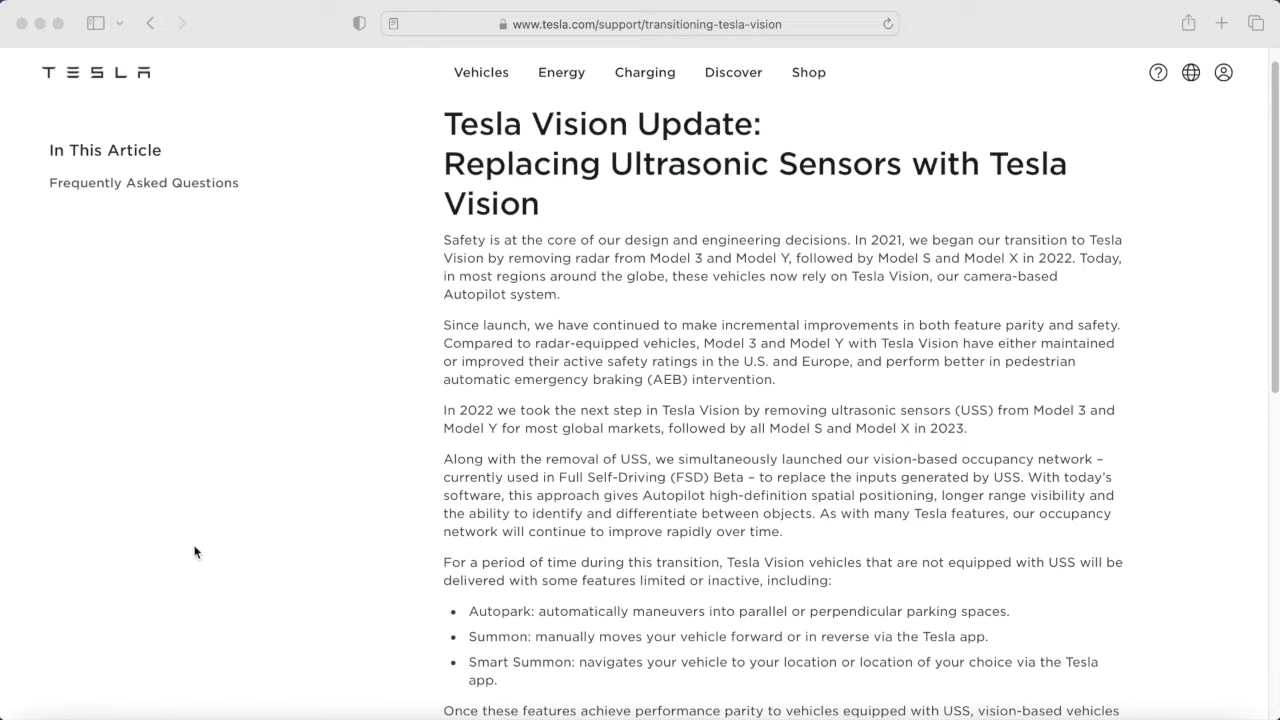 www.tesla.com/support/transitioning-tesla-vision
TESLA
Vehicles Energy Charging Discover Shop
In This Article
Frequently Asked Questions
Tesla Vision Update:
Replacing Ultrasonic Sensors with Tesla
Vision
Safety is at the core of our design and engineering decisions. In 2021, we began our transition to Tesla
Vision by removing radar from Model 3 and Model Y, followed by Model S and Model X in 2022. Today,
in most regions around the globe, these vehicles now rely on Tesla Vision, our camera-based
Autopilot system.
Since launch, we have continued to make incremental improvements in both feature parity and safety.
Compared to radar-equipped vehicles, Model 3 and Model Y with Tesla Vision have either maintained
or improved their active safety ratings in the U.S. and Europe, and perform better in pedestrian
automatic emergency braking (AEB) intervention.
In 2022 we took the next step in Tesla Vision by removing ultrasonic sensors (USS) from Model 3 and
Model Y for most global markets, followed by all Model S and Model X in 2023.
Along with the removal of USS, we simultaneously launched our vision-based occupancy network –
currently used in Full Self-Driving (FSD) Beta – to replace the inputs generated by USS. With today’s
software, this approach gives Autopilot high-definition spatial positioning, longer range visibility and
the ability to identify and differentiate between objects. As with many Tesla features, our occupancy
network will continue to improve rapidly over time.
For a period of time during this transition, Tesla Vision vehicles that are not equipped with USS will be
delivered with some features limited or inactive, including:
• Autopark: automatically maneuvers into parallel or perpendicular parking spaces.
• Summon: manually moves your vehicle forward or in reverse via the Tesla app.
• Smart Summon: navigates your vehicle to your location or location of your choice via the Tesla
app.
Once these features achieve performance parity to vehicles equipped with USS, vision-based vehicles